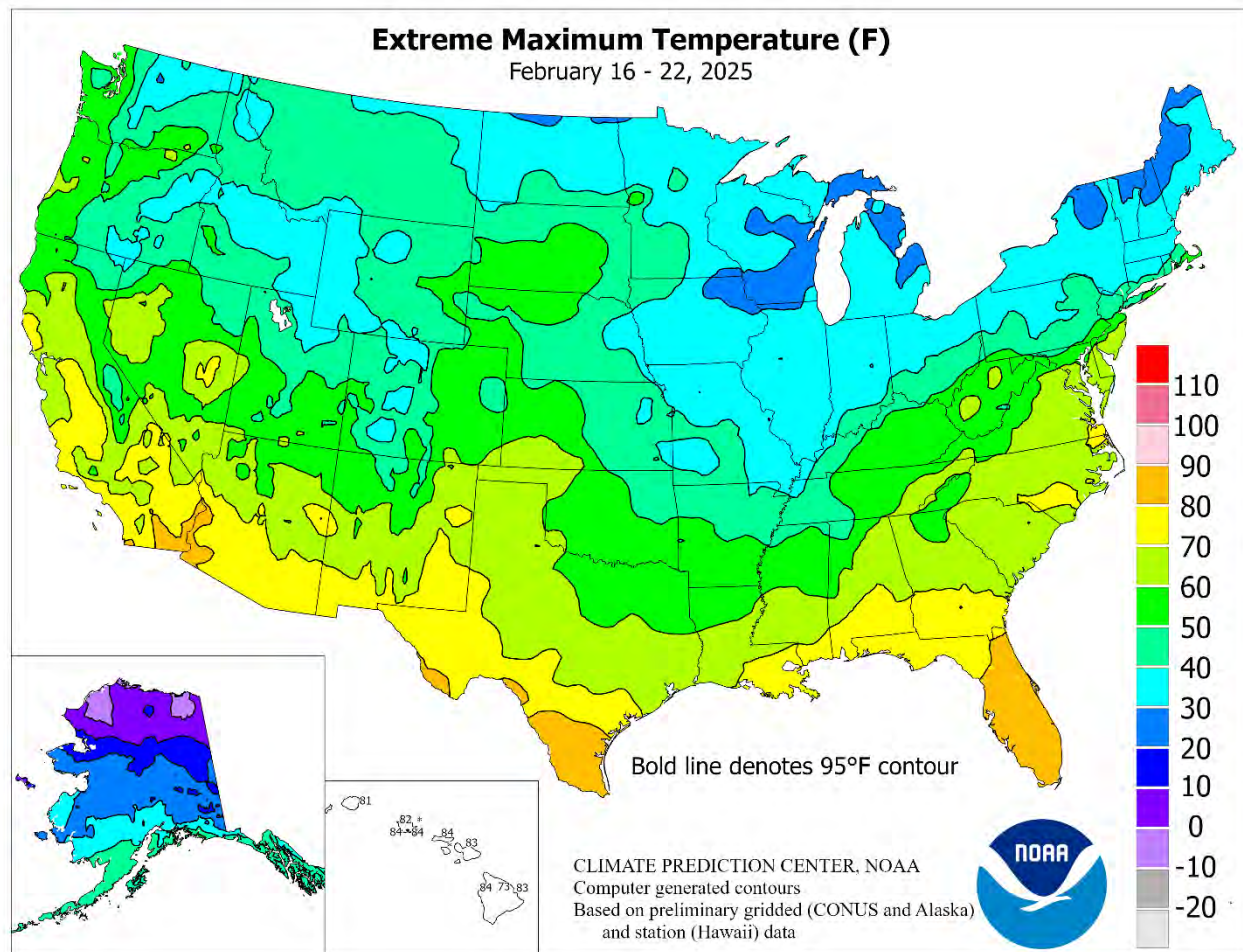 Extreme Maximum Temperature (F)
February 16 - 22, 2025
110
100
90
80
70
60
50
40
30
20
10
0
-10
-20
Bold line denotes 95°F contour
81
82 *
84 84
84
83
84 73 83
CLIMATE PREDICTION CENTER, NOAA
Computer generated contours
Based on preliminary gridded (CONUS and Alaska)
and station (Hawaii) data
NOAA